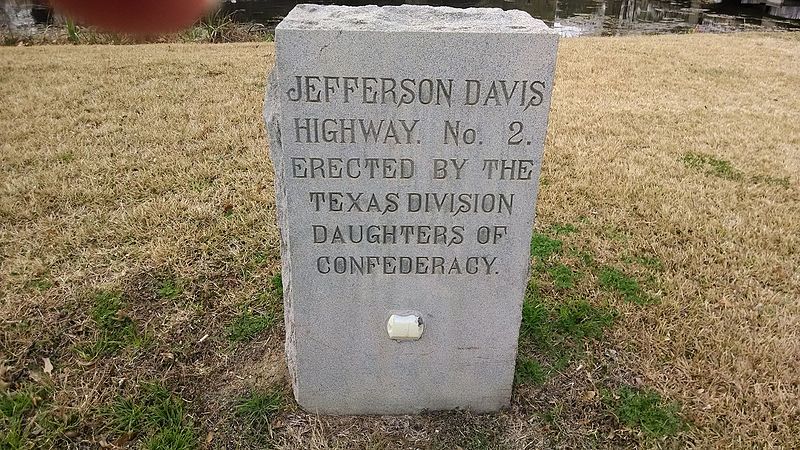 JEFFERSON DAVIS
HIGHWAY. No. 2.
ERECTED BY THE
TEXAS DIVISION
DAUGHTERS OF
CONFEDERACY.